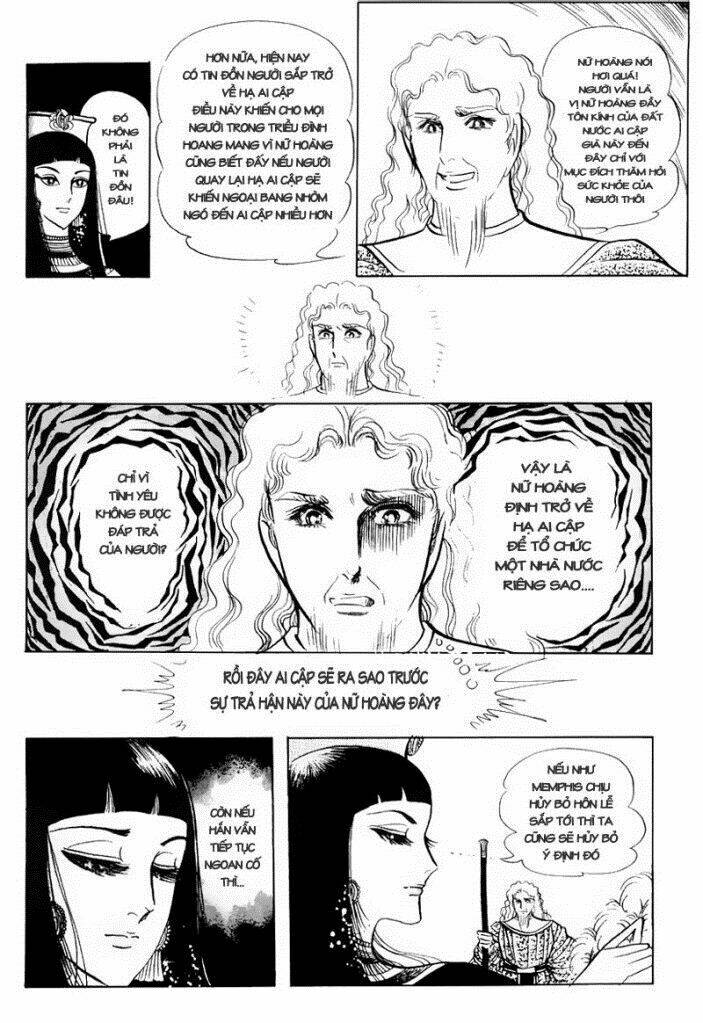 NỮ HOÀNG NÓI
HƠI QUÁ!
NGƯỜI VẪN LÀ
VỊ NỮ HOÀNG ĐẦY
TÔN KÍNH CỦA ĐẤT
NƯỚC AI CẬP
GIÀ NÀY ĐẾN
ĐÂY CHỈ VỚI
MỤC ĐÍCH THĂM HỎI
SỨC KHỎE CỦA
NGƯỜI THÔI
HƠN NỮA, HIỆN NAY
CÓ TIN ĐỒN NGƯỜI SẮP TRỞ
VỀ HẠ AI CẬP
ĐIỀU NÀY KHIẾN CHO MỌI
NGƯỜI TRONG TRIỀU ĐÌNH
HOANG MANG VÌ NỮ HOÀNG
CŨNG BIẾT ĐẤY NẾU NGƯỜI
QUAY LẠI HẠ AI CẬP SẼ
KHIẾN NGOẠI BANG NHÒM
NGÓ ĐẾN AI CẬP NHIỀU HƠN
ĐÓ
KHÔNG
PHẢI
LÀ
TIN
ĐỒN
ĐÂU!
VẬY LÀ
NỮ HOÀNG
ĐỊNH TRỞ VỀ
HẠ AI CẬP
ĐỂ TỔ CHỨC
MỘT NHÀ NƯỚC
RIÊNG SAO....
CHỈ VÌ
TÌNH YÊU
KHÔNG ĐƯỢC
ĐÁP TRẢ
CỦA NGƯỜI?
RỒI ĐÂY AI CẬP SẼ RA SAO TRƯỚC
SỰ TRẢ HẬN NÀY CỦA NỮ HOÀNG ĐÂY?
NẾU NHƯ
MEMPHIS CHỊU
HỦY BỎ HÔN LỄ
SẮP TỚI THÌ TA
CŨNG SẼ HỦY BỎ
Ý ĐỊNH ĐÓ
CÒN NẾU
HẮN VẪN
TIẾP TỤC
NGOAN CỐ
THÌ...